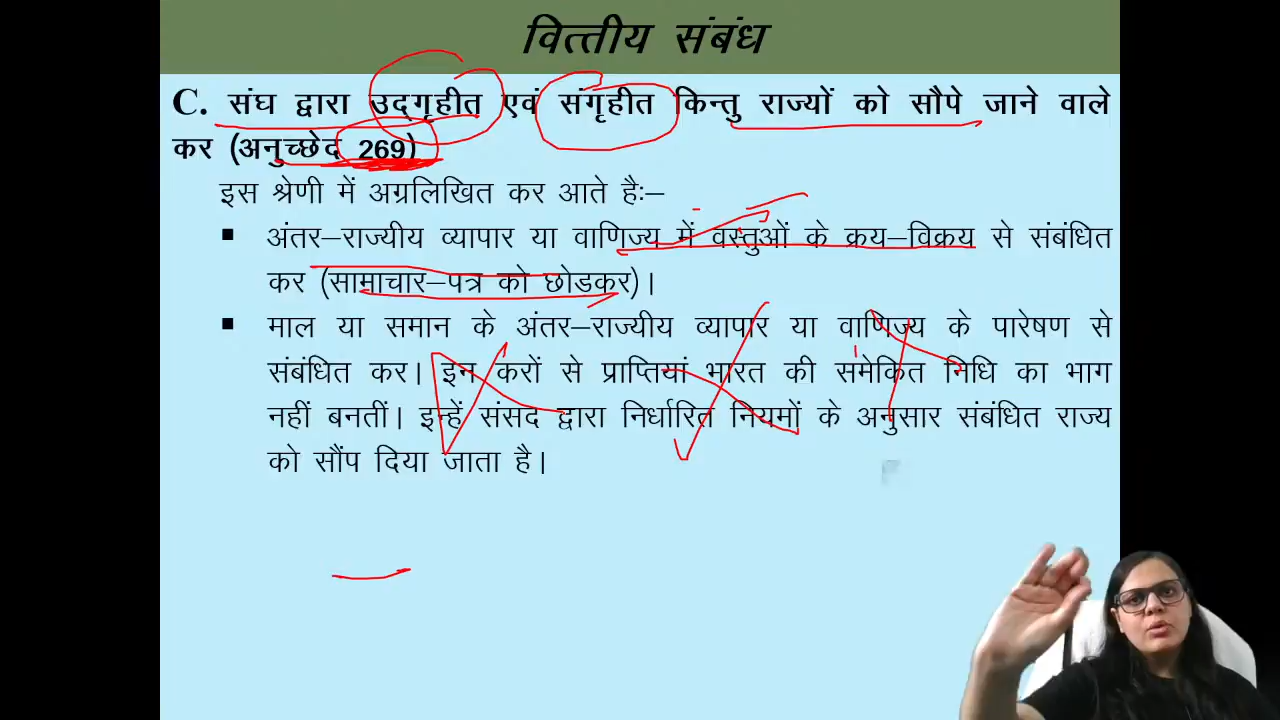 वित्तीय संबंध
C. संघ द्वारा उद्गृहीत एवं संगृहीत किन्तु राज्यों को सौपे जाने वाले
कर (अनुच्छेद 269)
इस श्रेणी में अग्रलिखित कर आते हैः–
▪ अंतर–राज्यीय व्यापार या वाणिज्य में वस्तुओं के क्रय–विक्रय से संबंधित
कर (सामाचार–पत्र को छोडकर)।
▪ माल या समान के अंतर–राज्यीय व्यापार या वाणिज्य के पारेषण से
संबंधित कर। इन करों से प्राप्तियां भारत की समेकित निधि का भाग
नहीं बनतीं। इन्हें संसद द्वारा निर्धारित नियमों के अनुसार संबंधित राज्य
को सौंप दिया जाता है।